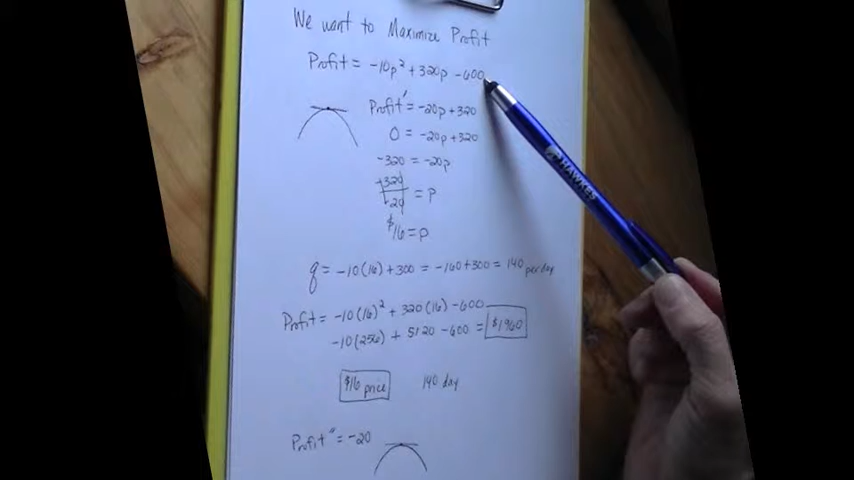 We want to Maximize Profit
Profit = -10p² + 320p - 600
Profit' = -20p + 320
0 = -20p + 320
-320 = -20p
-320/-20 = p
$16 = p
q = -10(16) + 300 = -160 + 300 = 140 per day
Profit = -10(16)² + 320(16) - 600
-10(256) + 5120 - 600 = $1960
$16 price 140 day
Profit" = -20
HAWKES